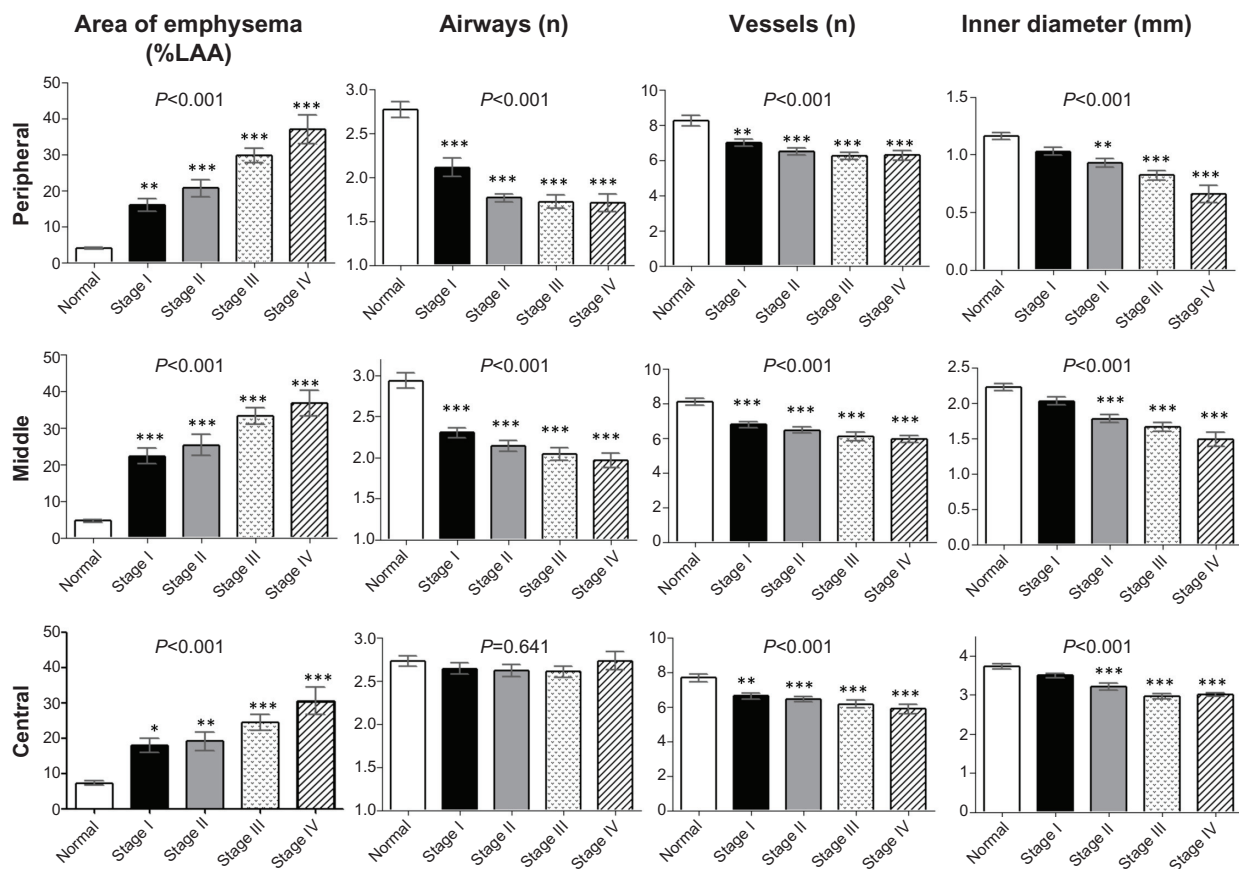 Area of emphysema
(%LAA)
Airways (n)
Vessels (n)
Inner diameter (mm)
Peripheral
50
40
30
20
10
0
P<0.001
**
***
***
***
Normal
Stage I
Stage II
Stage III
Stage IV
3.0
2.5
2.0
1.5
1.0
P<0.001
***
***
***
***
Normal
Stage I
Stage II
Stage III
Stage IV
10
8
6
4
2
0
P<0.001
**
***
***
***
Normal
Stage I
Stage II
Stage III
Stage IV
1.5
1.0
0.5
0.0
P<0.001
**
***
***
Normal
Stage I
Stage II
Stage III
Stage IV
Middle
50
40
30
20
10
0
P<0.001
***
***
***
***
Normal
Stage I
Stage II
Stage III
Stage IV
3.0
2.5
2.0
1.5
1.0
P<0.001
***
***
***
***
Normal
Stage I
Stage II
Stage III
Stage IV
10
8
6
4
2
0
P<0.001
***
***
***
***
Normal
Stage I
Stage II
Stage III
Stage IV
2.5
2.0
1.5
1.0
0.5
0.0
P<0.001
***
***
***
Normal
Stage I
Stage II
Stage III
Stage IV
Central
50
40
30
20
10
0
P<0.001
*
**
***
***
Normal
Stage I
Stage II
Stage III
Stage IV
3.0
2.5
2.0
1.5
1.0
P=0.641
Normal
Stage I
Stage II
Stage III
Stage IV
10
8
6
4
2
0
P<0.001
**
***
***
***
Normal
Stage I
Stage II
Stage III
Stage IV
4
3
2
1
0
P<0.001
***
***
***
Normal
Stage I
Stage II
Stage III
Stage IV